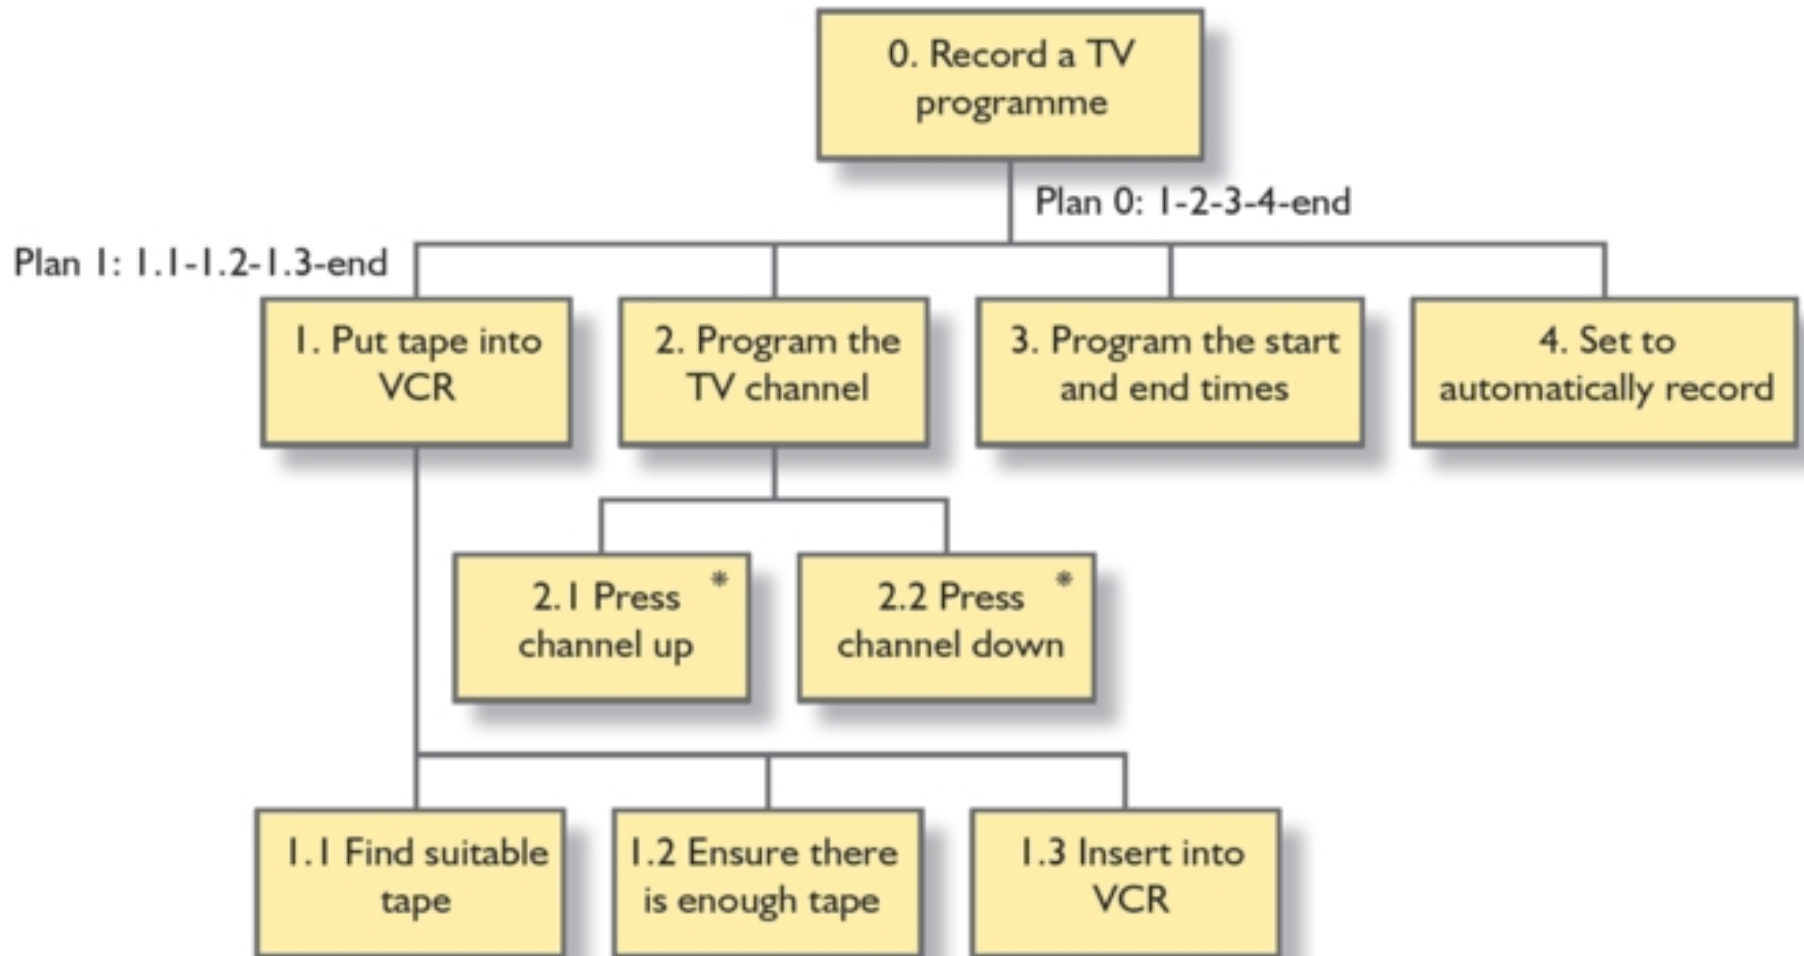 0. Record a TV
programme
Plan 0: 1-2-3-4-end
Plan 1: 1.1-1.2-1.3-end
1. Put tape into
VCR
2. Program the
TV channel
3. Program the start
and end times
4. Set to
automatically record
2.1 Press *
channel up
2.2 Press *
channel down
1.1 Find suitable
tape
1.2 Ensure there
is enough tape
1.3 Insert into
VCR